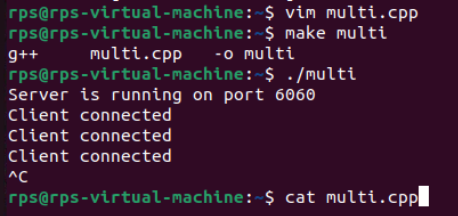 rps@rps-virtual-machine:~$ vim multi.cpp
rps@rps-virtual-machine:~$ make multi
g++     multi.cpp   -o multi
rps@rps-virtual-machine:~$ ./multi
Server is running on port 6060
Client connected
Client connected
Client connected
^C
rps@rps-virtual-machine:~$ cat multi.cpp